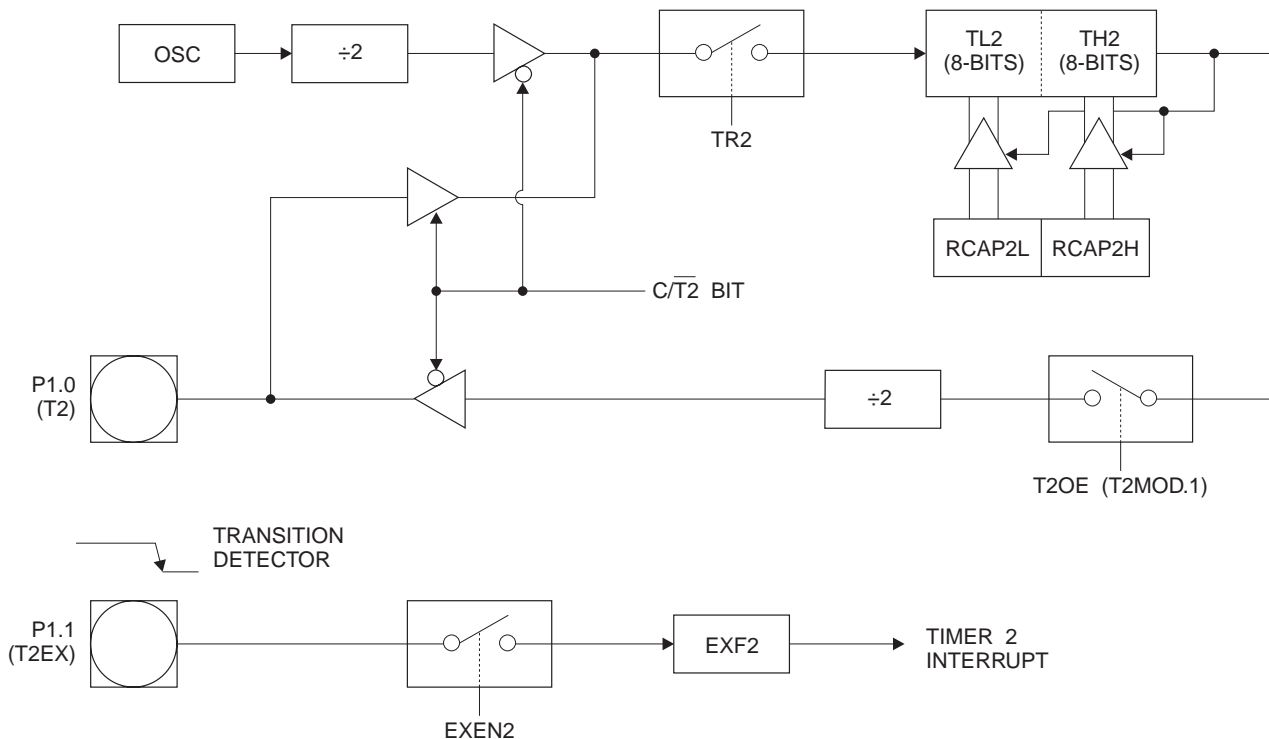 OSC
÷2
TR2
TL2
(8-BITS)
TH2
(8-BITS)
RCAP2L
RCAP2H
C/T2̅ BIT
P1.0
(T2)
÷2
T2OE (T2MOD.1)
TRANSITION
DETECTOR
P1.1
(T2EX)
EXEN2
EXF2
TIMER 2
INTERRUPT